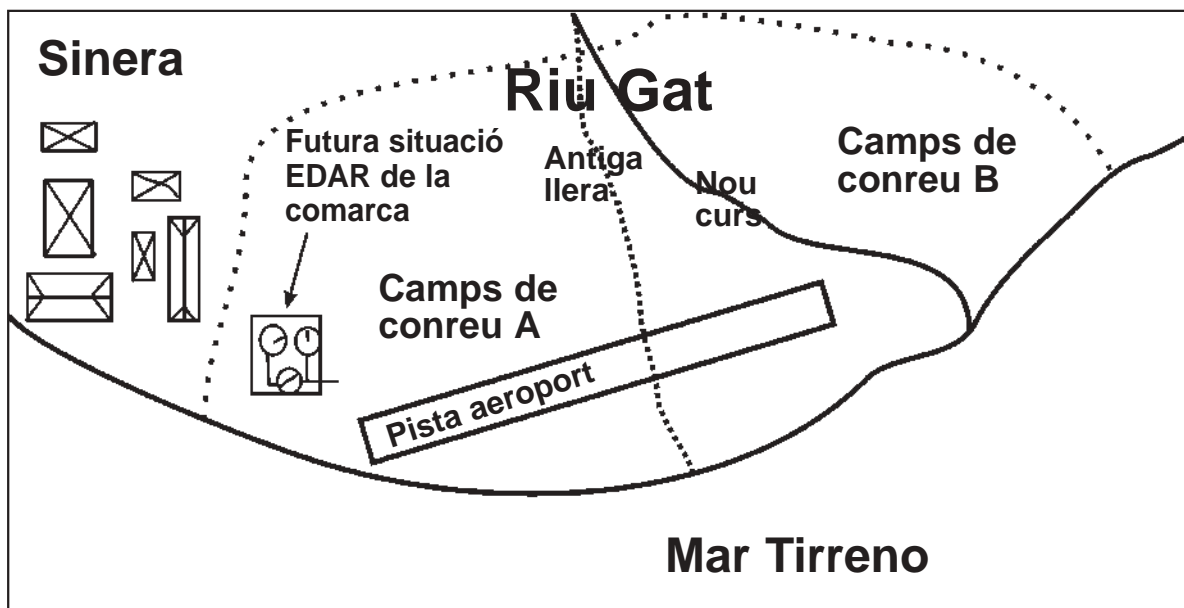 Sinera
Riu Gat
Futura situació
EDAR de la
comarca
Antiga
llera
Nou
curs
Camps de
conreu B
Camps de
conreu A
Pista aeroport
Mar Tirreno